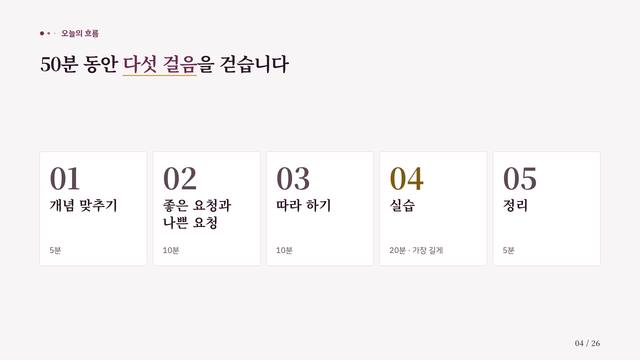 오늘의 흐름
50분 동안 다섯 걸음을 걷습니다
01
개념 맞추기
5분
02
좋은 요청과
나쁜 요청
10분
03
따라 하기
10분
04
실습
20분 · 가장 길게
05
정리
5분
04 / 26